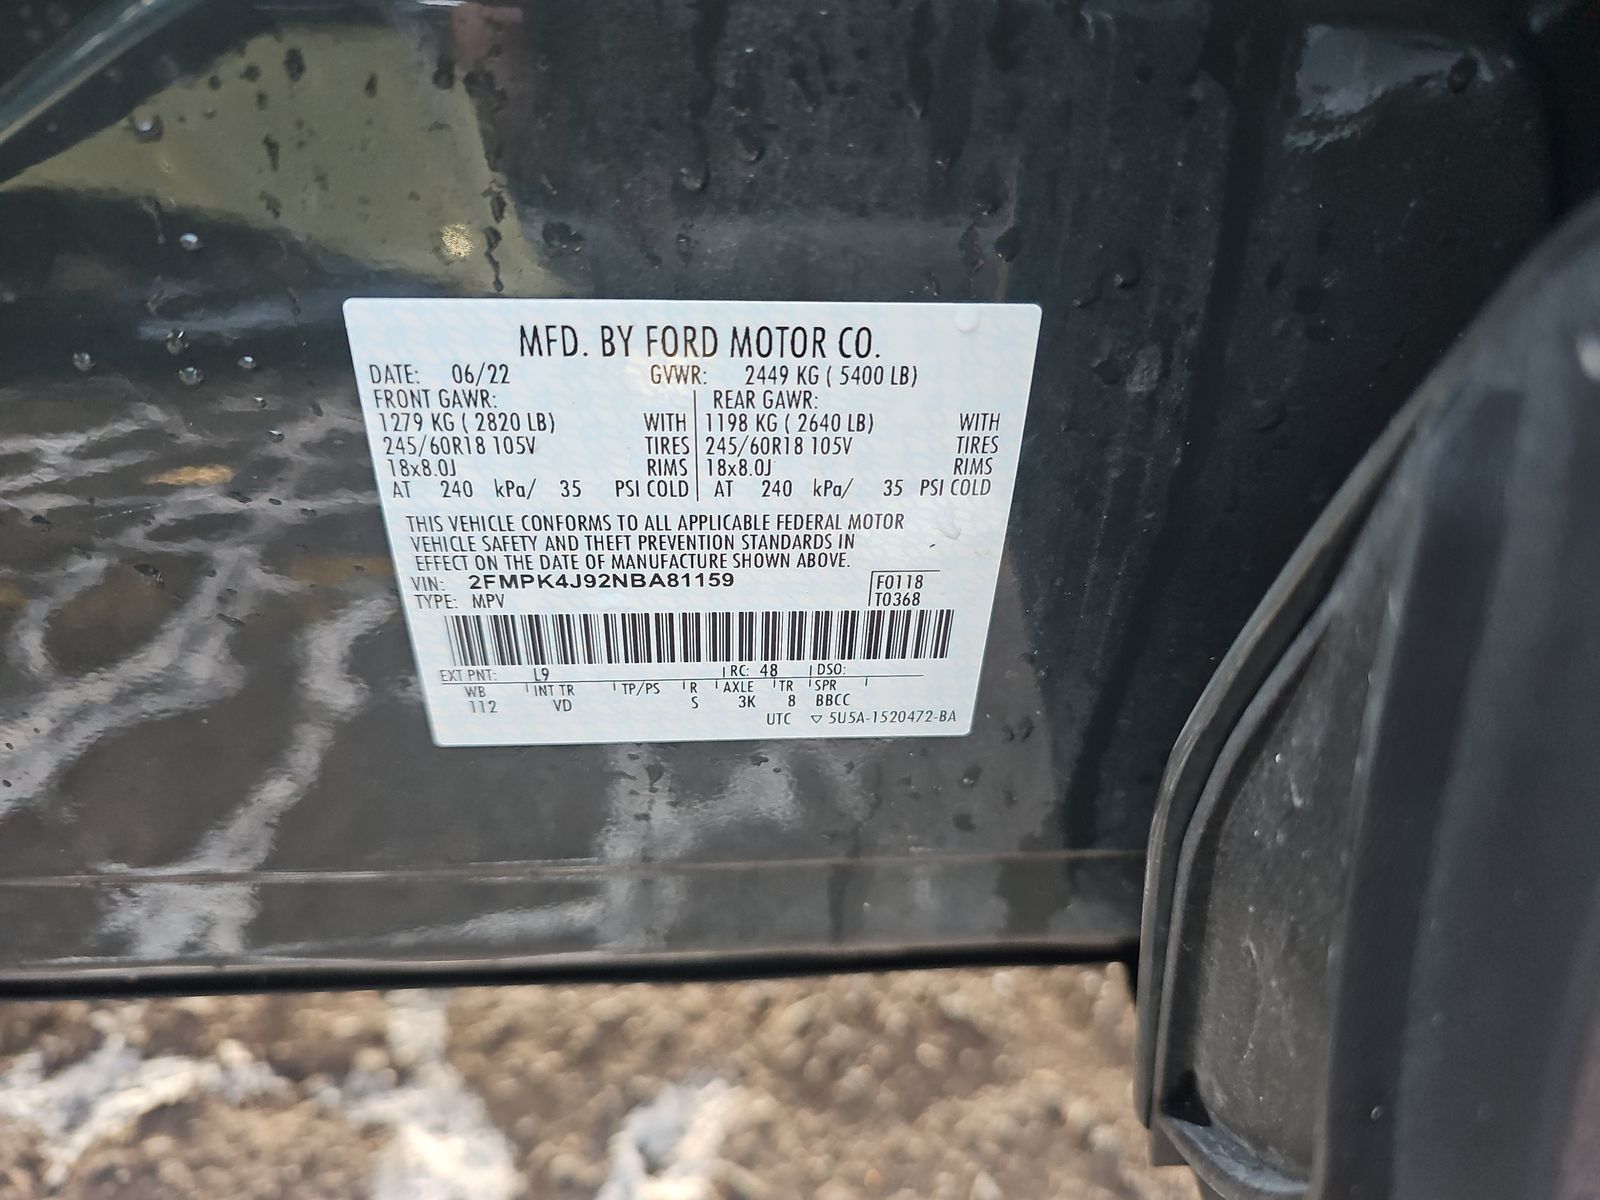 MFD. BY FORD MOTOR CO.
DATE: 06/22 GVWR: 2449 KG ( 5400 LB)
FRONT GAWR: REAR GAWR:
1279 KG ( 2820 LB) WITH 1198 KG ( 2640 LB) WITH
245/60R18 105V TIRES 245/60R18 105V TIRES
18x8.0J RIMS 18x8.0J RIMS
AT 240 kPa/ 35 PSI COLD AT 240 kPa/ 35 PSI COLD
THIS VEHICLE CONFORMS TO ALL APPLICABLE FEDERAL MOTOR
VEHICLE SAFETY AND THEFT PREVENTION STANDARDS IN
EFFECT ON THE DATE OF MANUFACTURE SHOWN ABOVE.
VIN: 2FMPK4J92NBA81159 F0118
TYPE: MPV T0368
EXT PNT: L9 RC: 48 DSO:
WB INT TR TP/PS R AXLE TR SPR
112 VD S 3K 8 BBCC
UTC ▽ 5U5A-1520472-BA